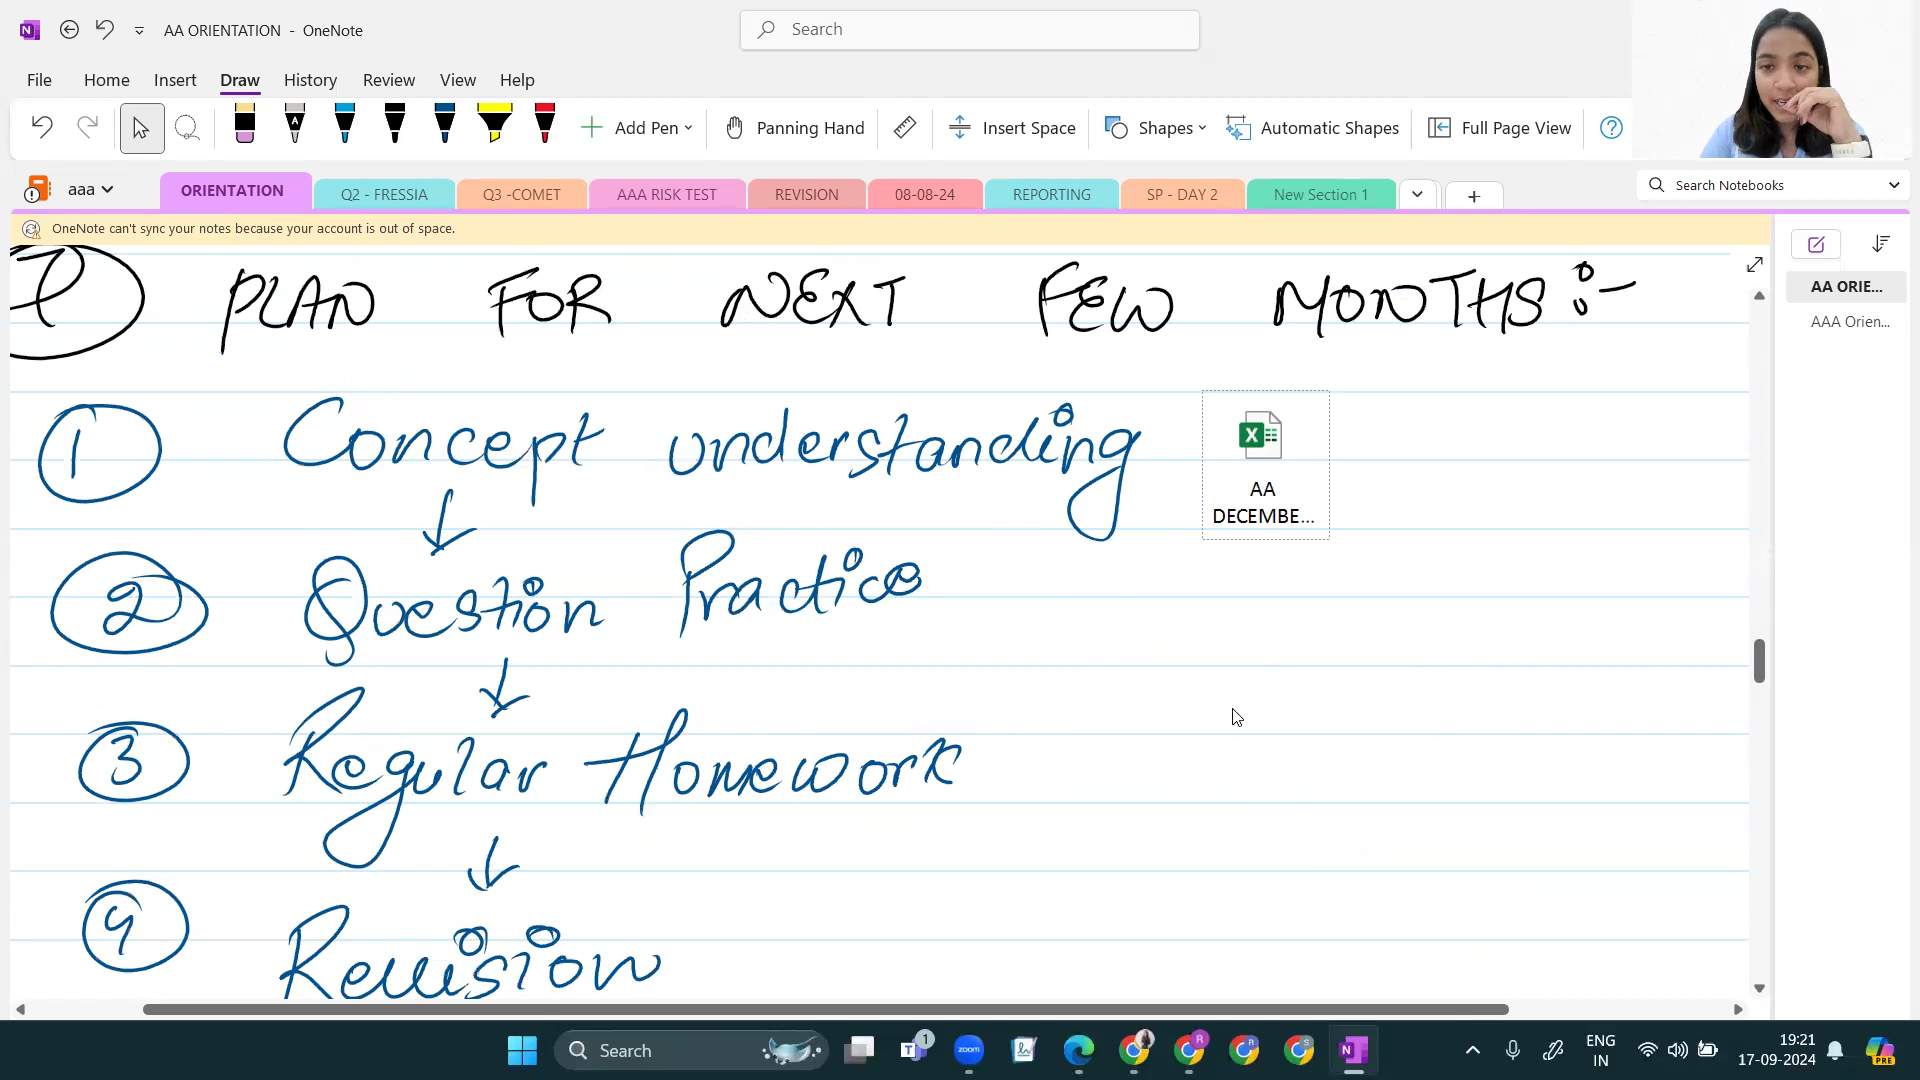 AA ORIENTATION - OneNote
Search
File Home Insert Draw History Review View Help
A Add Pen Panning Hand Insert Space Shapes Automatic Shapes Full Page View
aaa ORIENTATION Q2 - FRESSIA Q3 -COMET AAA RISK TEST REVISION 08-08-24 REPORTING SP - DAY 2 New Section 1 Search Notebooks
OneNote can't sync your notes because your account is out of space.
AA ORIE...
AAA Orien...
PLAN FOR NEXT FEW MONTHS :-
1 Concept understanding
AA
DECEMBE...
2 Question Practice
3 Regular Homework
4 Revision
Search
1
zoom
ENG
IN
19:21
17-09-2024
PRE